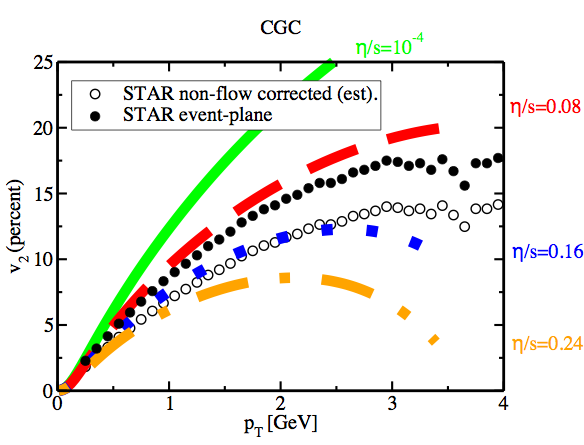 CGC
η/s=10⁻⁴
25
STAR non-flow corrected (est).
STAR event-plane
η/s=0.08
20
15
v₂ (percent)
η/s=0.16
10
5
η/s=0.24
0
0 1 2 3 4
p_T [GeV]